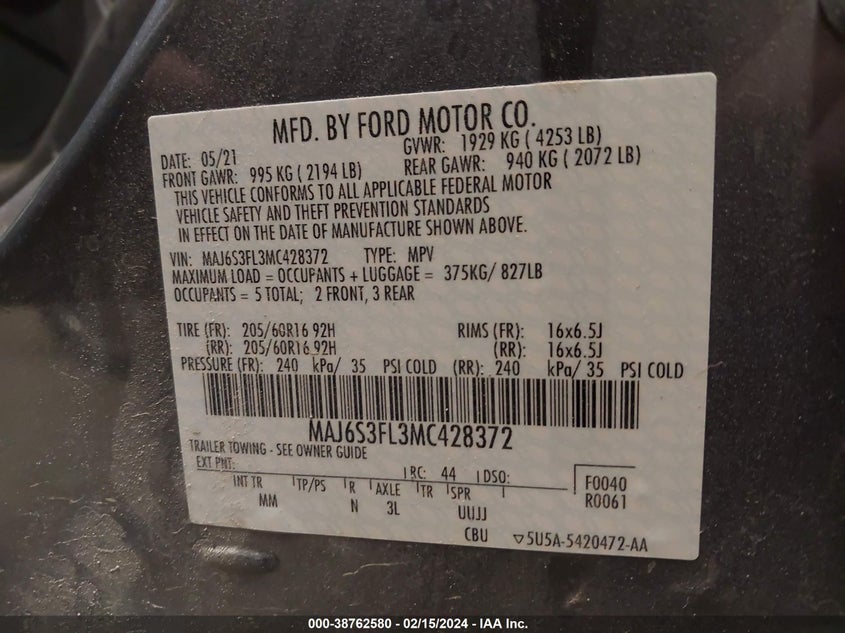 MFD. BY FORD MOTOR CO.
DATE: 05/21 GVWR: 1929 KG ( 4253 LB)
FRONT GAWR: 995 KG ( 2194 LB) REAR GAWR: 940 KG ( 2072 LB)
THIS VEHICLE CONFORMS TO ALL APPLICABLE FEDERAL MOTOR
VEHICLE SAFETY AND THEFT PREVENTION STANDARDS
IN EFFECT ON THE DATE OF MANUFACTURE SHOWN ABOVE.
VIN: MAJ6S3FL3MC428372 TYPE: MPV
MAXIMUM LOAD = OCCUPANTS + LUGGAGE = 375KG/ 827LB
OCCUPANTS = 5 TOTAL; 2 FRONT, 3 REAR
TIRE (FR): 205/60R16 92H RIMS (FR): 16x6.5J
(RR): 205/60R16 92H (RR): 16x6.5J
PRESSURE (FR): 240 kPa/ 35 PSI COLD (RR): 240 kPa/ 35 PSI COLD
MAJ6S3FL3MC428372
TRAILER TOWING - SEE OWNER GUIDE
EXT PNT: RC: 44 DSO: F0040
INT TR TP/PS R AXLE TR SPR R0061
MM N 3L UUJJ
CBU 5U5A-5420472-AA
000-38762580 - 02/15/2024 - IAA Inc.